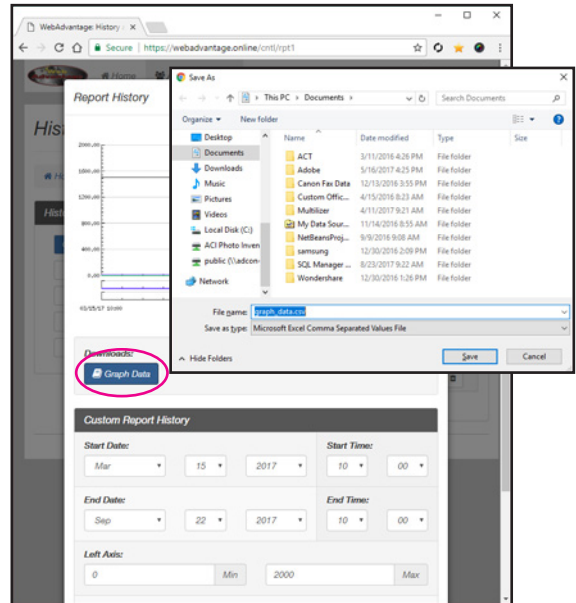 WebAdvantage: History
Secure | https://webadvantage.online/cntl/rpt1
Home
Report History
2000.00
1200.00
800.00
400.00
0.00
03/15/17 10:00
Downloads:
Graph Data
Custom Report History
Start Date:
Start Time:
Mar 15 2017 10 00
End Date:
End Time:
Sep 22 2017 10 00
Left Axis:
0 Min 2000 Max
Save As
This PC › Documents ›
Search Documents
Organize New folder
Desktop
Documents
Downloads
Music
Pictures
Videos
Local Disk (C:)
ACI Photo Inven
public (\\adcon-
Network
Name Date modified Type Size
ACT 3/11/2016 4:26 PM File folder
Adobe 5/16/2017 4:25 PM File folder
Canon Fax Data 12/13/2016 3:55 PM File folder
Custom Offic... 4/15/2016 8:23 AM File folder
Multilizer 4/11/2017 9:21 AM File folder
My Data Sour... 11/14/2016 8:55 AM File folder
NetBeansProj... 9/9/2016 9:08 AM File folder
samsung 12/30/2016 2:09 PM File folder
SQL Manager ... 8/23/2017 9:22 AM File folder
Wondershare 12/30/2016 1:26 PM File folder
File name: graph_data.csv
Save as type: Microsoft Excel Comma Separated Values File
Hide Folders
Save Cancel